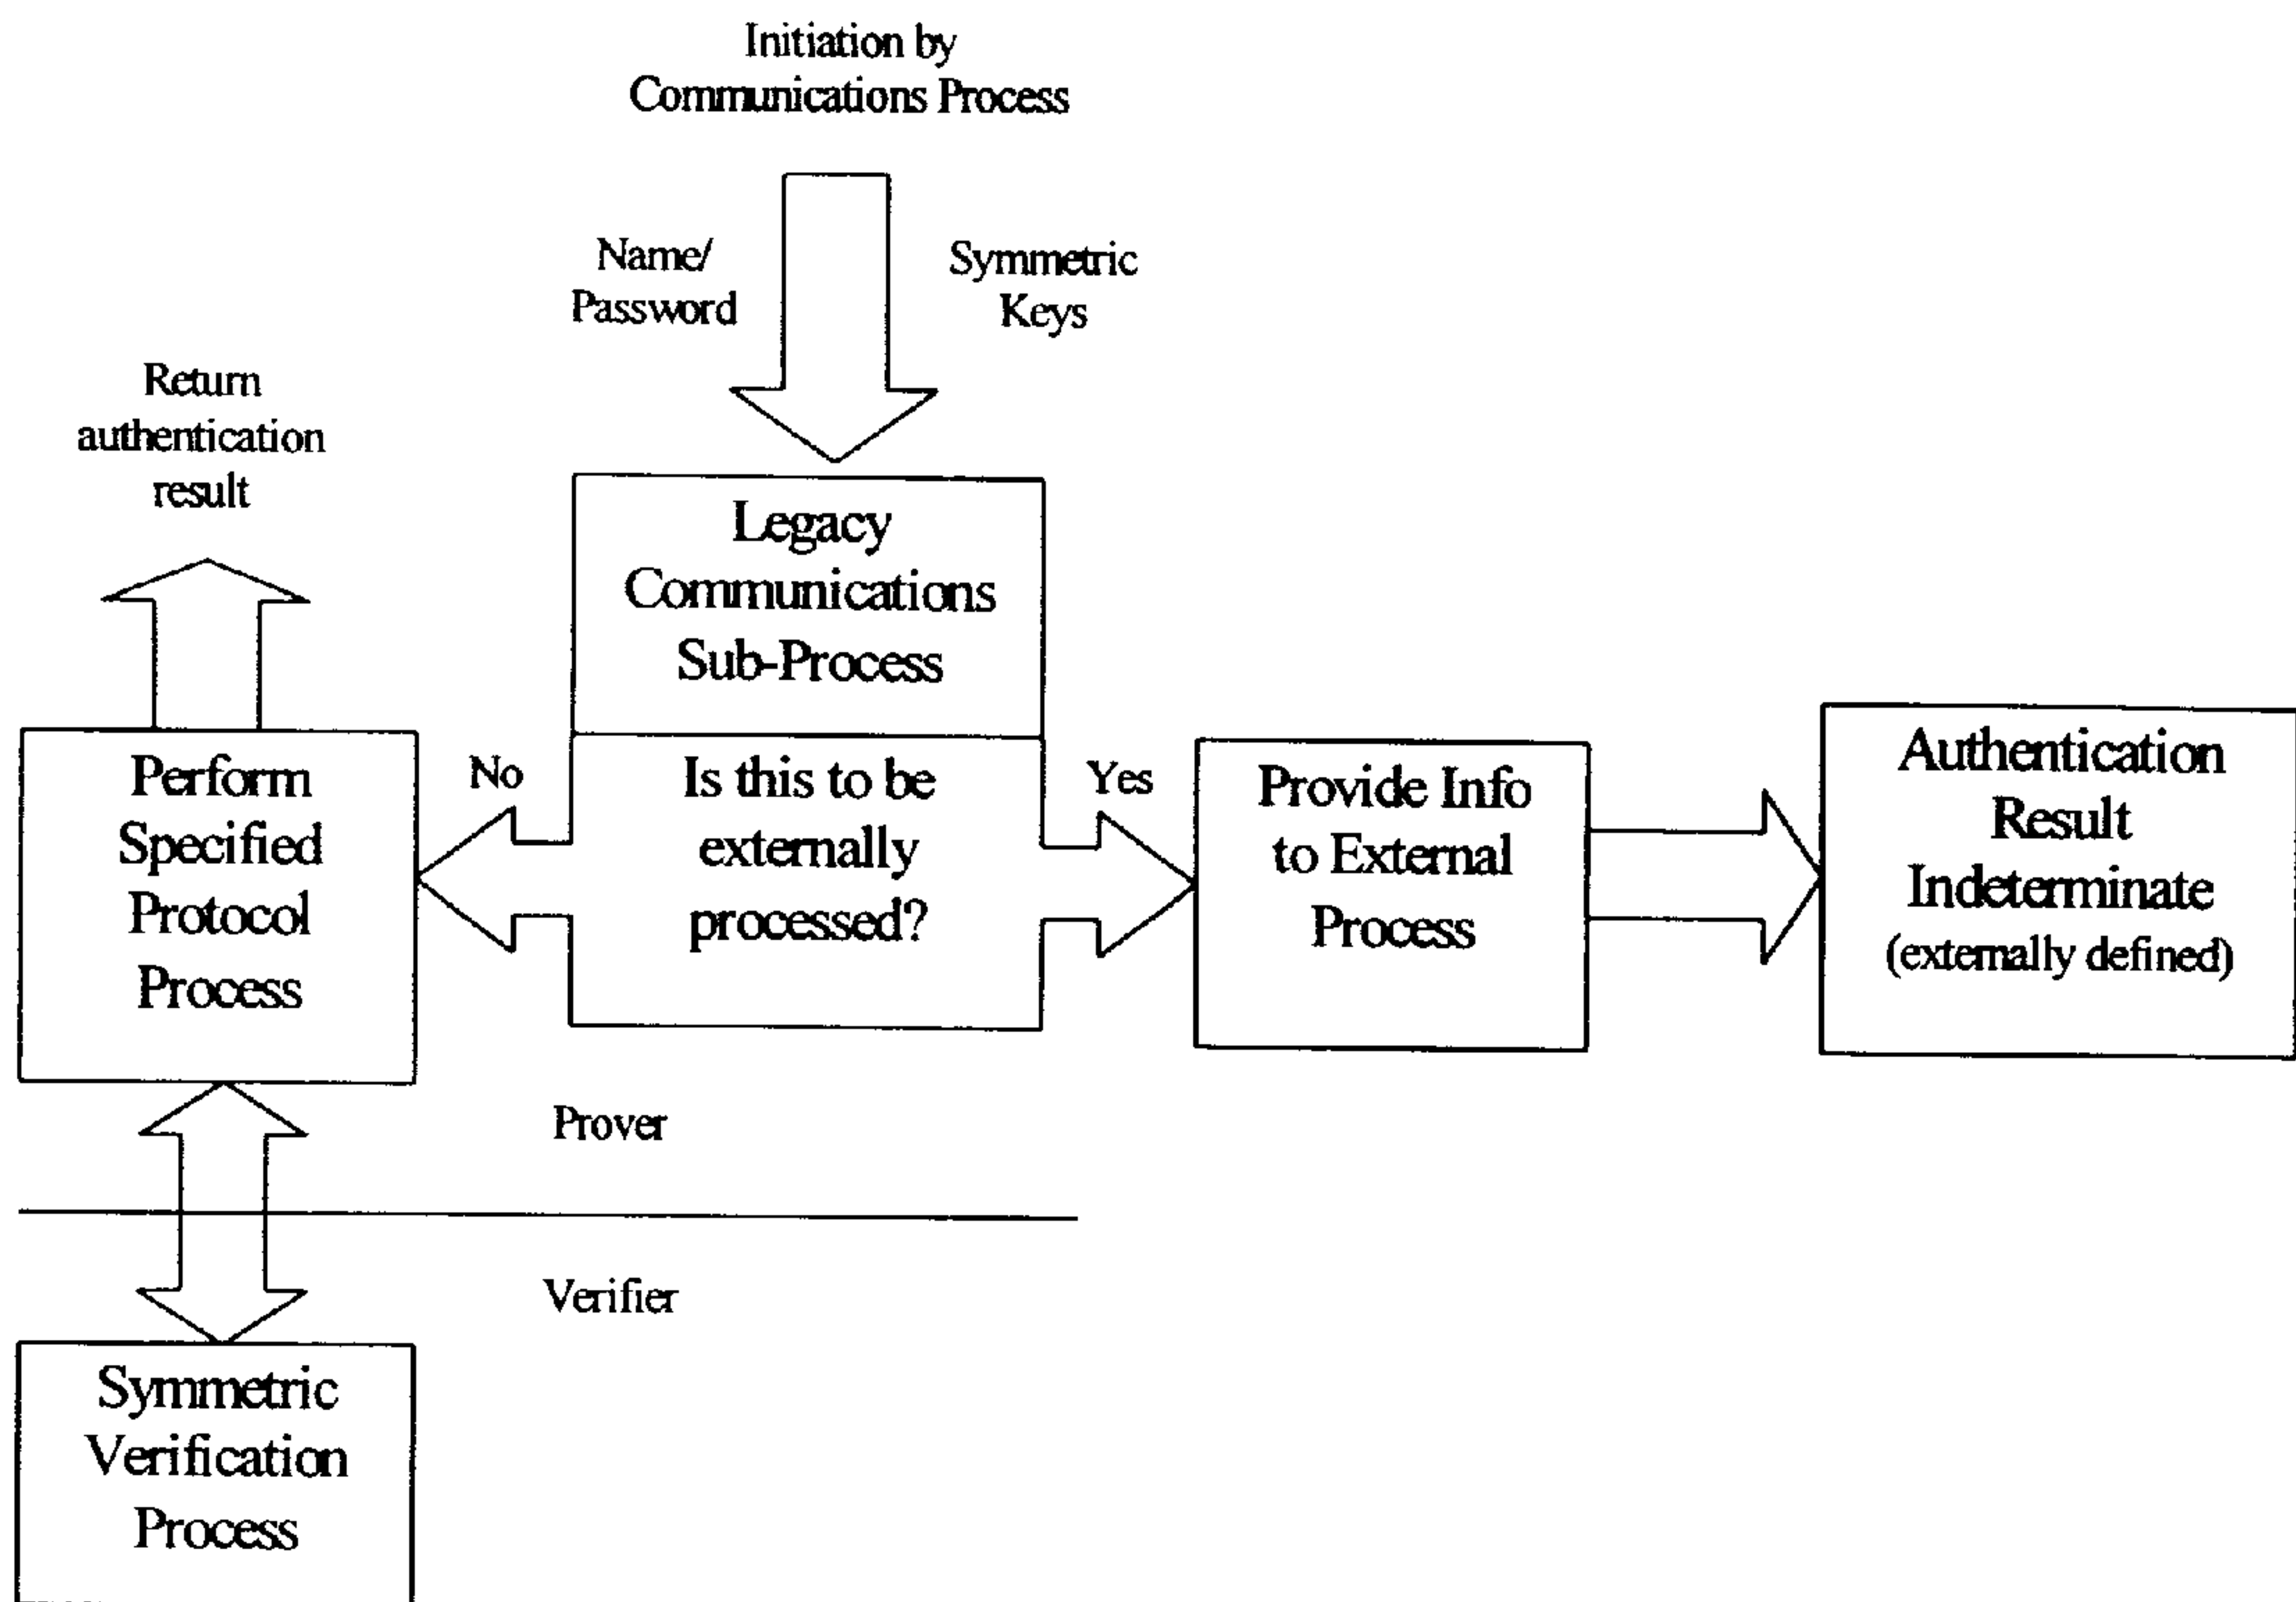 Initiation by
Communications Process
Name/
Password
Symmetric
Keys
Return
authentication
result
Legacy
Communications
Sub-Process
Perform
Specified
Protocol
Process
No
Is this to be
externally
processed?
Yes
Provide Info
to External
Process
Authentication
Result
Indeterminate
(externally defined)
Prover
Verifier
Symmetric
Verification
Process